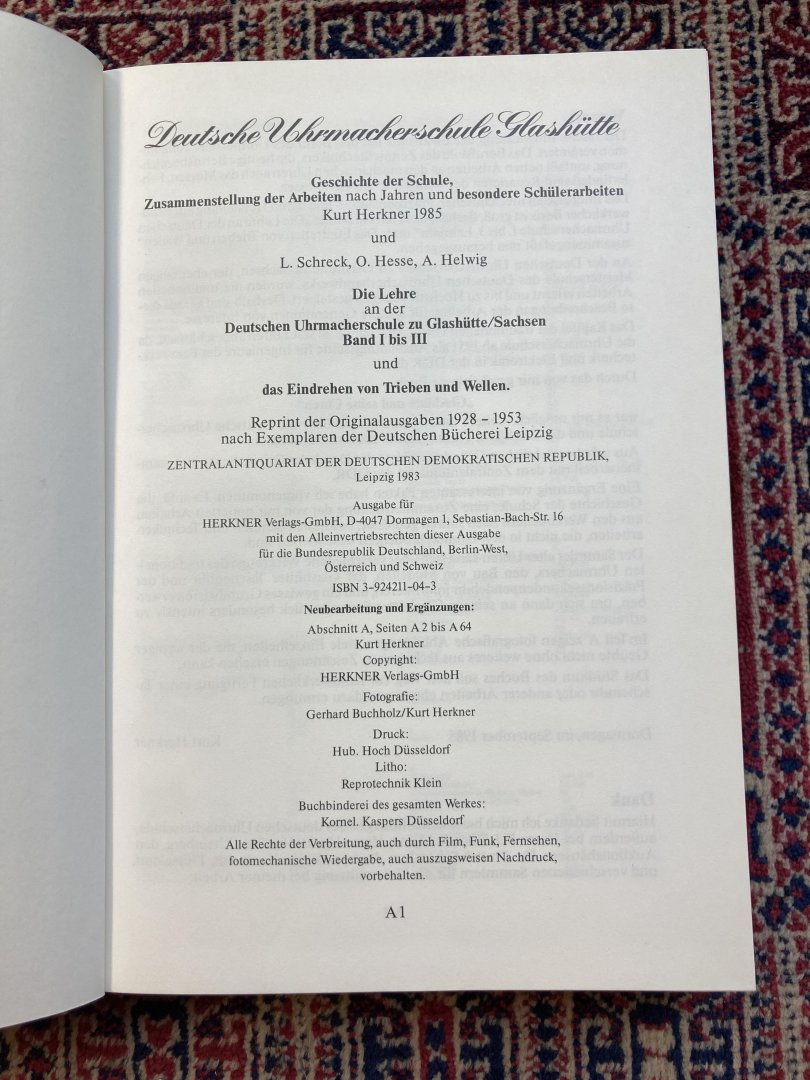 Deutsche Uhrmacherschule Glashütte
Geschichte der Schule,
Zusammenstellung der Arbeiten nach Jahren und besondere Schülerarbeiten
Kurt Herkner 1985
und
L. Schreck, O. Hesse, A. Helwig
Die Lehre
an der
Deutschen Uhrmacherschule zu Glashütte/Sachsen
Band I bis III
und
das Eindrehen von Trieben und Wellen.
Reprint der Originalausgaben 1928 – 1953
nach Exemplaren der Deutschen Bücherei Leipzig
ZENTRALANTIQUARIAT DER DEUTSCHEN DEMOKRATISCHEN REPUBLIK,
Leipzig 1983
Ausgabe für
HERKNER Verlags-GmbH, D-4047 Dormagen 1, Sebastian-Bach-Str. 16
mit den Alleinvertriebsrechten dieser Ausgabe
für die Bundesrepublik Deutschland, Berlin-West,
Österreich und Schweiz
ISBN 3-924211-04-3
Neubearbeitung und Ergänzungen:
Abschnitt A, Seiten A 2 bis A 64
Kurt Herkner
Copyright:
HERKNER Verlags-GmbH
Fotografie:
Gerhard Buchholz/Kurt Herkner
Druck:
Hub. Hoch Düsseldorf
Litho:
Reprotechnik Klein
Buchbinderei des gesamten Werkes:
Kornel. Kaspers Düsseldorf
Alle Rechte der Verbreitung, auch durch Film, Funk, Fernsehen,
fotomechanische Wiedergabe, auch auszugsweisen Nachdruck,
vorbehalten.
A 1